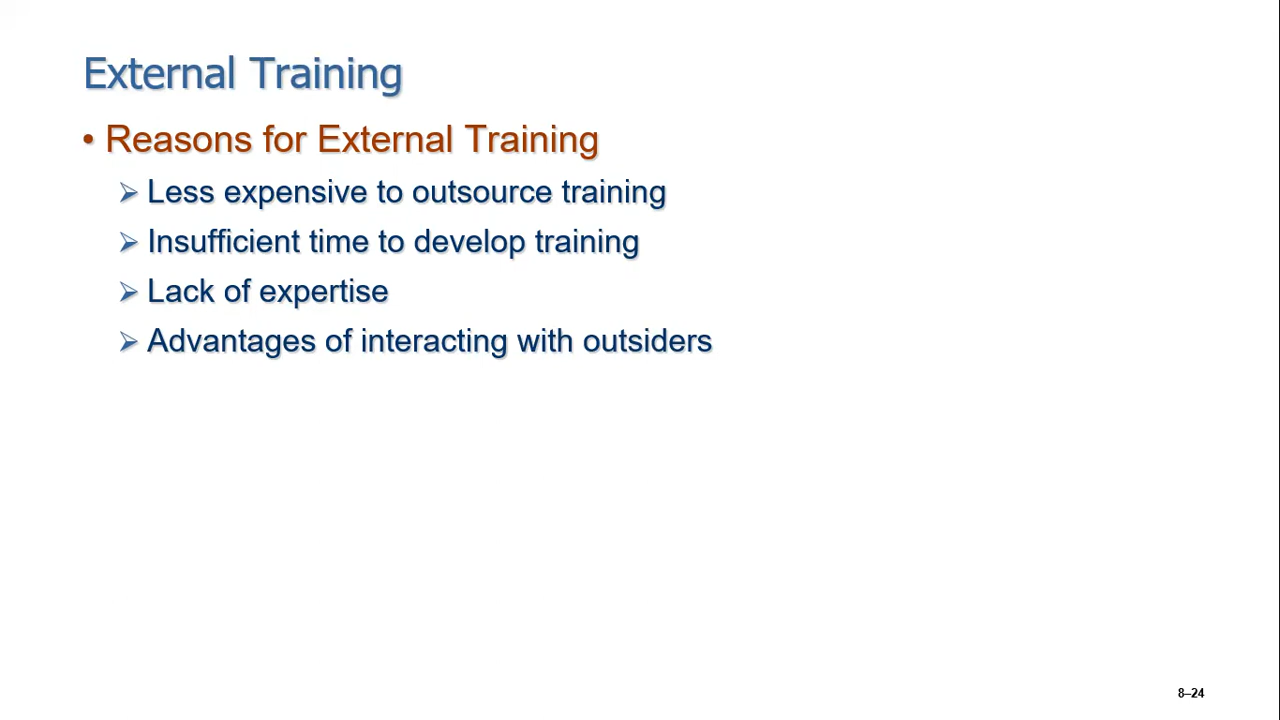 External Training
• Reasons for External Training
➢ Less expensive to outsource training
➢ Insufficient time to develop training
➢ Lack of expertise
➢ Advantages of interacting with outsiders
8–24